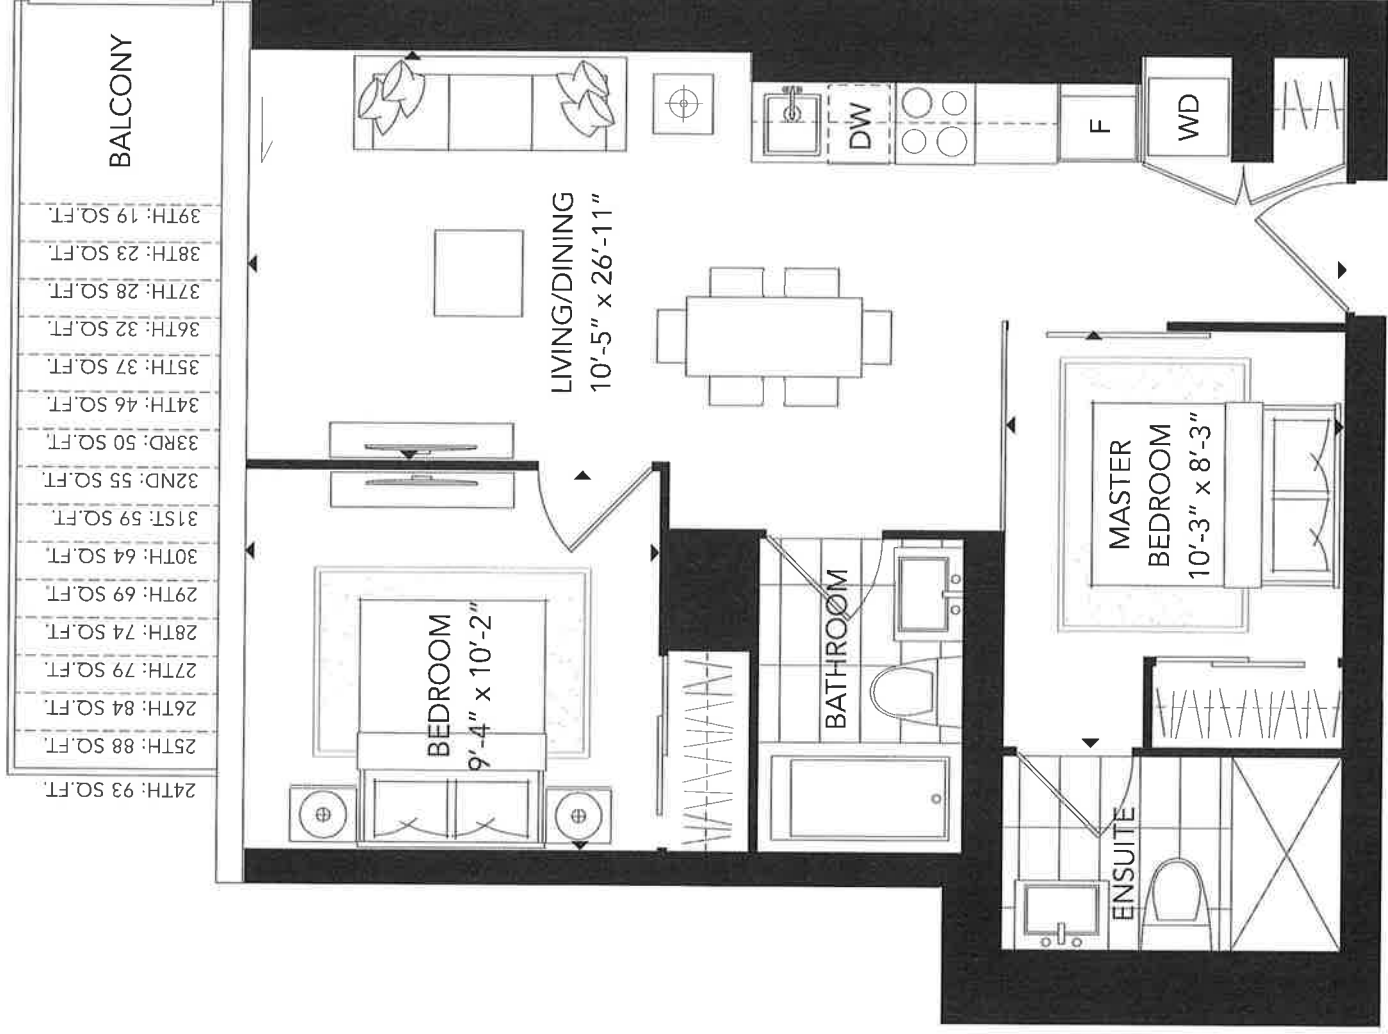 BALCONY
39TH: 19 SQ.FT.
38TH: 23 SQ.FT.
37TH: 28 SQ.FT.
36TH: 32 SQ.FT.
35TH: 37 SQ.FT.
34TH: 46 SQ.FT.
33RD: 50 SQ.FT.
32ND: 55 SQ.FT.
31ST: 59 SQ.FT.
30TH: 64 SQ.FT.
29TH: 69 SQ.FT.
28TH: 74 SQ.FT.
27TH: 79 SQ.FT.
26TH: 84 SQ.FT.
25TH: 88 SQ.FT.
24TH: 93 SQ.FT.
LIVING/DINING
10'-5" x 26'-11"
DW
F
WD
BEDROOM
9'-4" x 10'-2"
BATHROOM
MASTER
BEDROOM
10'-3" x 8'-3"
ENSUITE